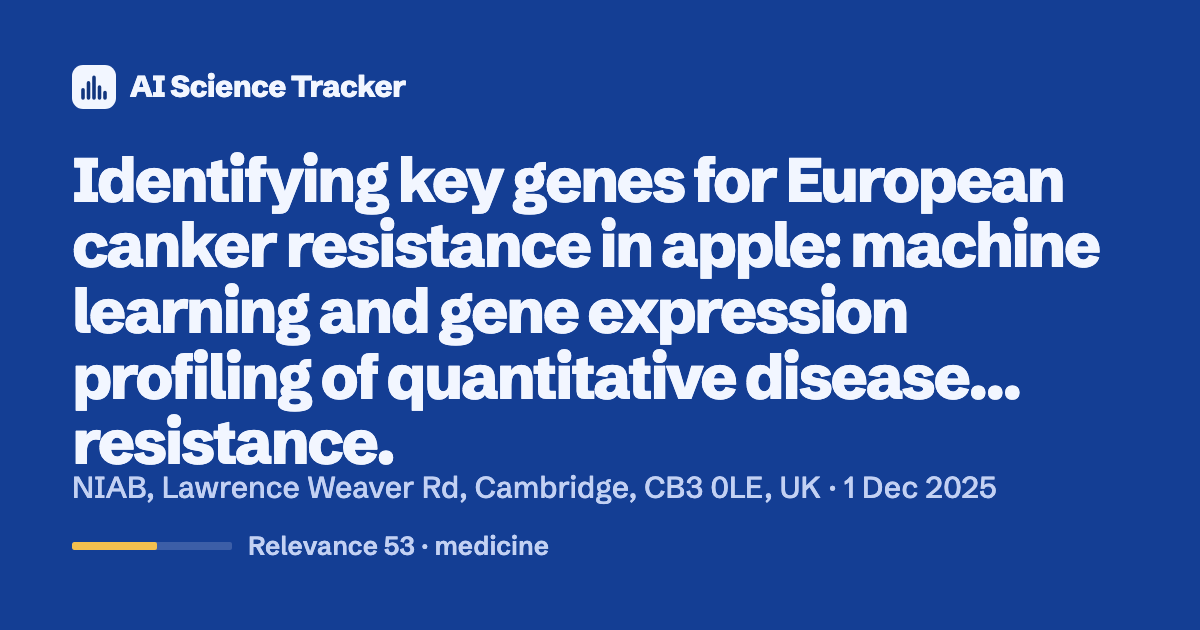 AI Science Tracker
Identifying key genes for European
canker resistance in apple: machine
learning and gene expression
profiling of quantitative disease...
resistance.
NIAB, Lawrence Weaver Rd, Cambridge, CB3 0LE, UK · 1 Dec 2025
Relevance 53 · medicine